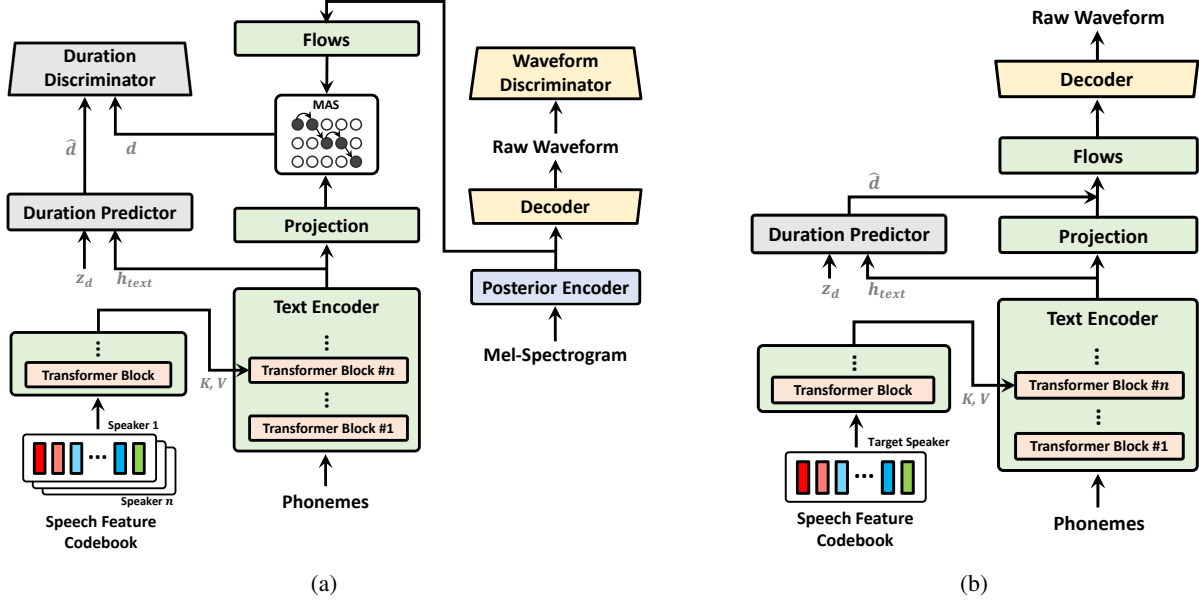 Flows
Duration
Discriminator
MAS
Waveform
Discriminator
d̂
d
Raw Waveform
Duration Predictor
Projection
Decoder
z_d
h_text
Posterior Encoder
Text Encoder
⋮
Mel-Spectrogram
⋮
Transformer Block
K, V
Transformer Block #n
⋮
Transformer Block #1
Speaker 1
...
Speaker n
Phonemes
Speech Feature
Codebook
(a)
Raw Waveform
Decoder
Flows
d̂
Duration Predictor
Projection
z_d
h_text
Text Encoder
⋮
⋮
Transformer Block
K, V
Transformer Block #n
⋮
Transformer Block #1
Target Speaker
...
Phonemes
Speech Feature
Codebook
(b)